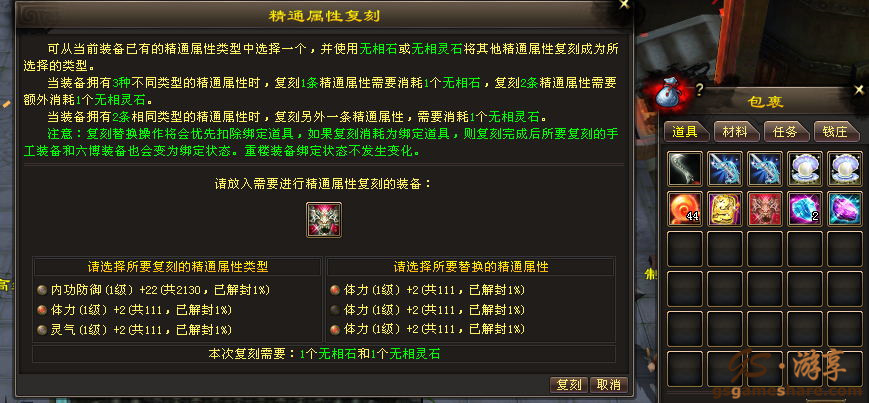 精通属性复刻
可从当前装备已有的精通属性类型中选择一个，并使用无相石或无相灵石将其他精通属性复刻成为所
选择的类型。
当装备拥有3种不同类型的精通属性时，复刻1条精通属性需要消耗1个无相石，复刻2条精通属性需要
额外消耗1个无相灵石。
当装备拥有2条相同类型的精通属性时，复刻另外一条精通属性，需要消耗1个无相灵石。
注意：复刻替换操作将会优先扣除绑定道具，如果复刻消耗为绑定道具，则复刻完成后所要复刻的手
工装备和六博装备也会变为绑定状态。重楼装备绑定状态不发生变化。
请放入需要进行精通属性复刻的装备：
请选择所要复刻的精通属性类型
内功防御(1级) +22(共2130，已解封1%)
体力(1级) +2(共111，已解封1%)
灵气(1级) +2(共111，已解封1%)
请选择所要替换的精通属性
体力(1级) +2(共111，已解封1%)
体力(1级) +2(共111，已解封1%)
体力(1级) +2(共111，已解封1%)
本次复刻需要：1个无相石和1个无相灵石
复刻 取消
?
包裹
道具 材料 任务 钱庄
44
2
制
GS·游享
gsgameshare.com